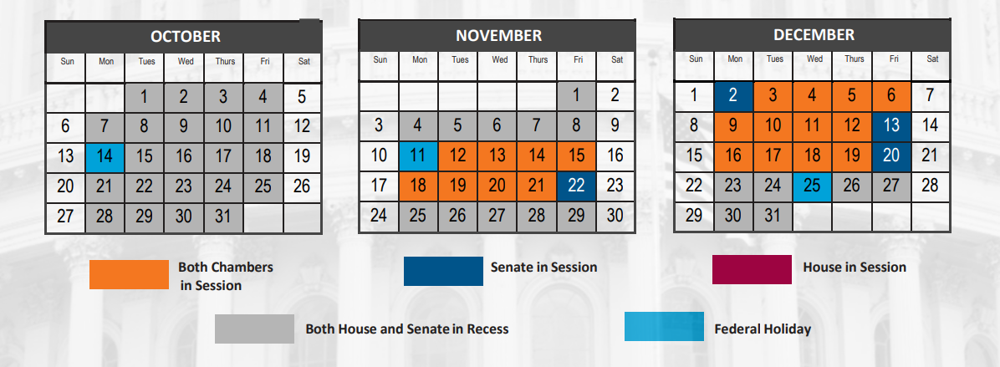 OCTOBER
Sun Mon Tues Wed Thurs Fri Sat
1 2 3 4 5
6 7 8 9 10 11 12
13 14 15 16 17 18 19
20 21 22 23 24 25 26
27 28 29 30 31
NOVEMBER
Sun Mon Tues Wed Thurs Fri Sat
1 2
3 4 5 6 7 8 9
10 11 12 13 14 15 16
17 18 19 20 21 22 23
24 25 26 27 28 29 30
DECEMBER
Sun Mon Tues Wed Thurs Fri Sat
1 2 3 4 5 6 7
8 9 10 11 12 13 14
15 16 17 18 19 20 21
22 23 24 25 26 27 28
29 30 31
Both Chambers
in Session
Senate in Session
House in Session
Both House and Senate in Recess
Federal Holiday